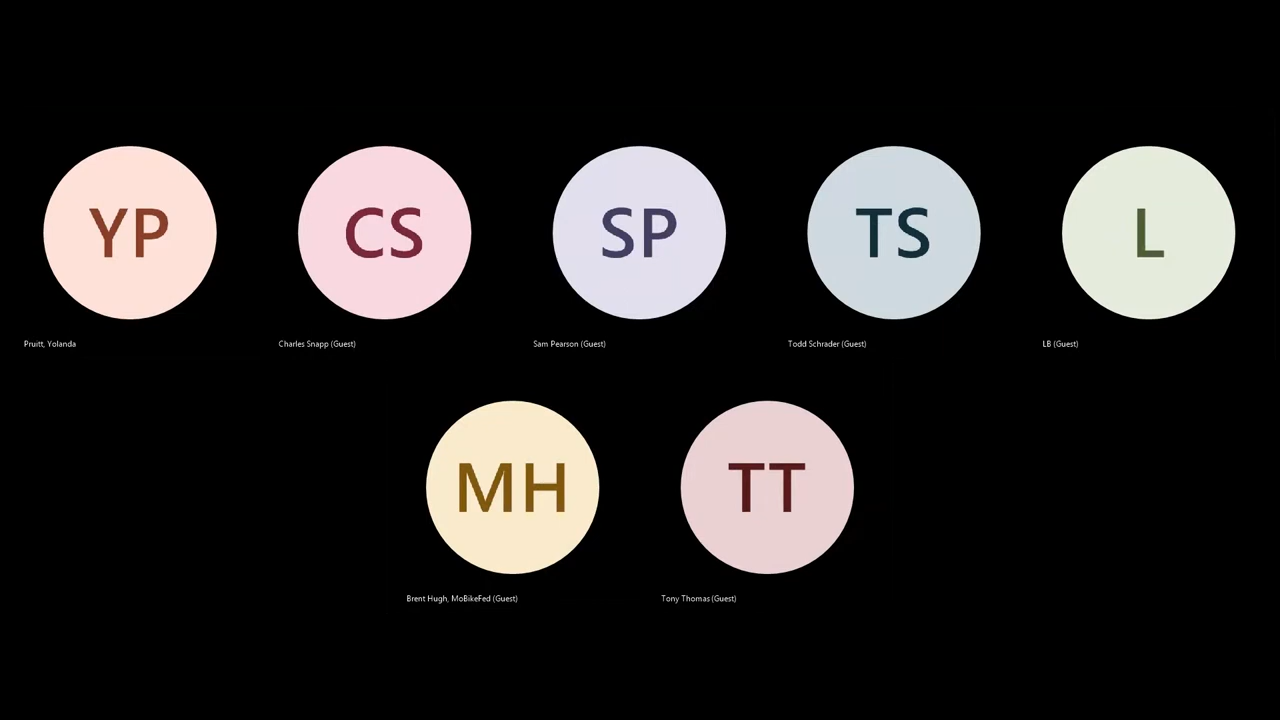 YP
CS
SP
TS
L
Pruitt, Yolanda
Charles Snapp (Guest)
Sam Pearson (Guest)
Todd Schrader (Guest)
LB (Guest)
MH
TT
Brent Hugh, MoBikeFed (Guest)
Tony Thomas (Guest)